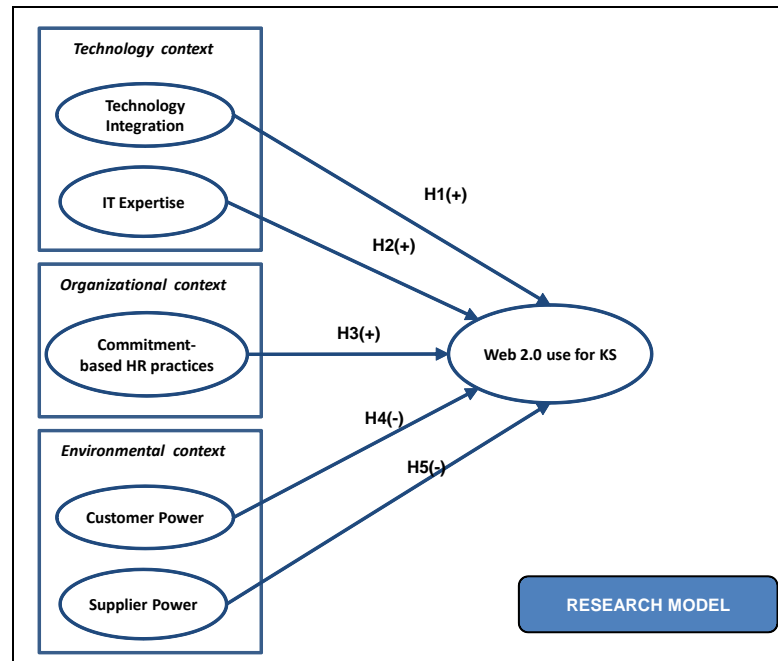 Technology context
Technology
Integration
H1(+)
IT Expertise
H2(+)
Organizational context
Commitment-
based HR practices
H3(+)
Web 2.0 use for KS
H4(-)
Environmental context
H5(-)
Customer Power
Supplier Power
RESEARCH MODEL